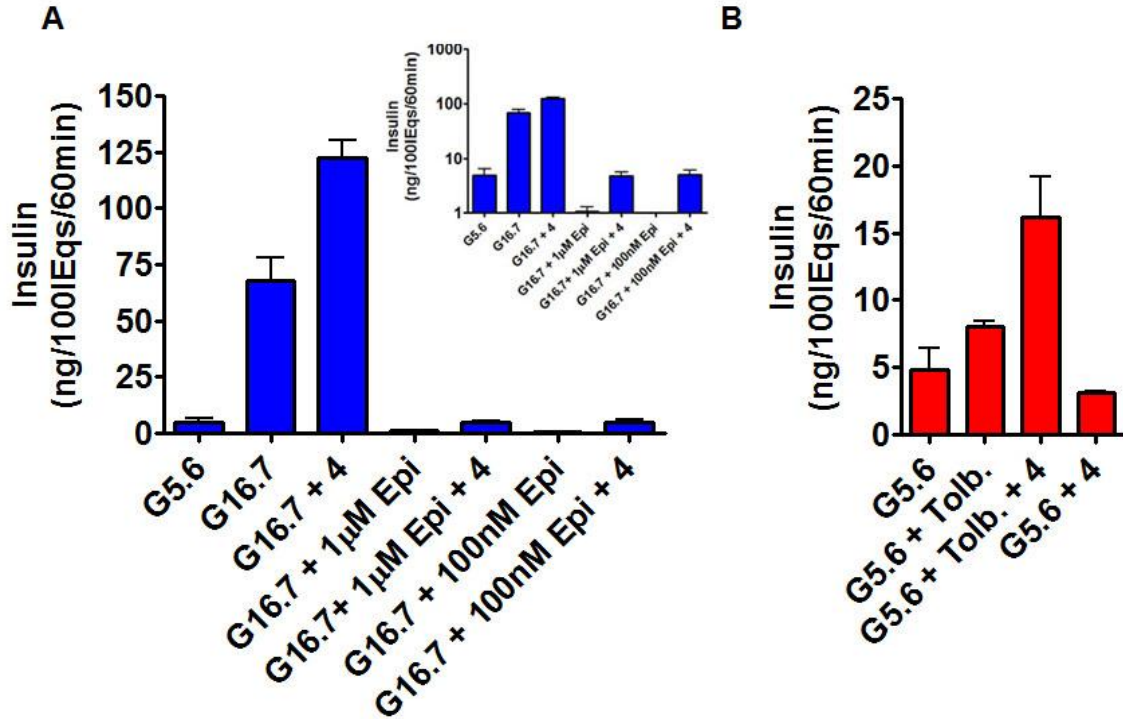 A
Insulin
(ng/100IEqs/60min)
150
125
100
75
50
25
0
G5.6
G16.7
G16.7 + 4
G16.7 + 1μM Epi
G16.7+ 1μM Epi + 4
G16.7 + 100nM Epi
G16.7 + 100nM Epi + 4
Insulin
(ng/100IEqs/60min)
1000
100
10
1
G5.6
G16.7
G16.7 + 4
G16.7 + 1μM Epi
G16.7+ 1μM Epi + 4
G16.7 + 100nM Epi
G16.7 + 100nM Epi + 4
B
Insulin
(ng/100IEqs/60min)
25
20
15
10
5
0
G5.6
G5.6 + Tolb.
G5.6 + Tolb. + 4
G5.6 + 4